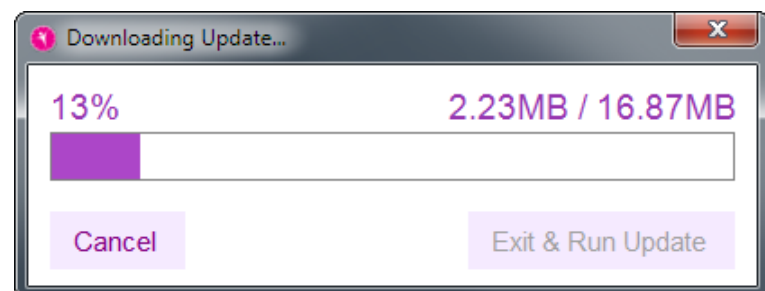 Downloading Update...
13% 2.23MB / 16.87MB
Cancel Exit & Run Update